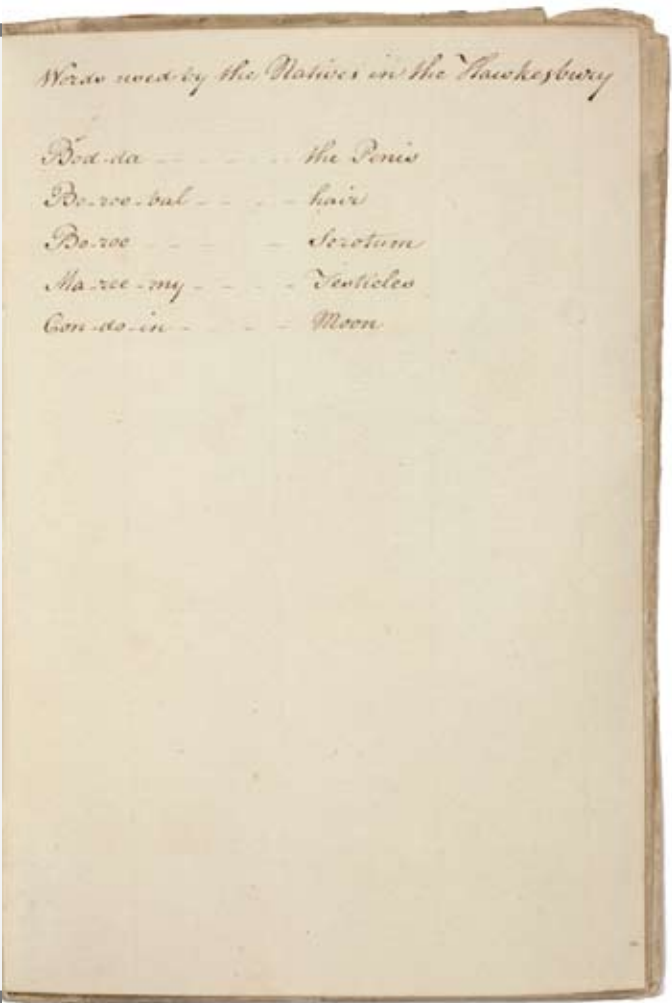 Words used by the Natives in the Hawkesbury
Bod-da - - - - - the Penis
Bo-roo-bal - - - - hair
Bo-roo - - - - Scrotum
Ma-ree-my - - - - Testicles
Con-do-in - - - - Moon